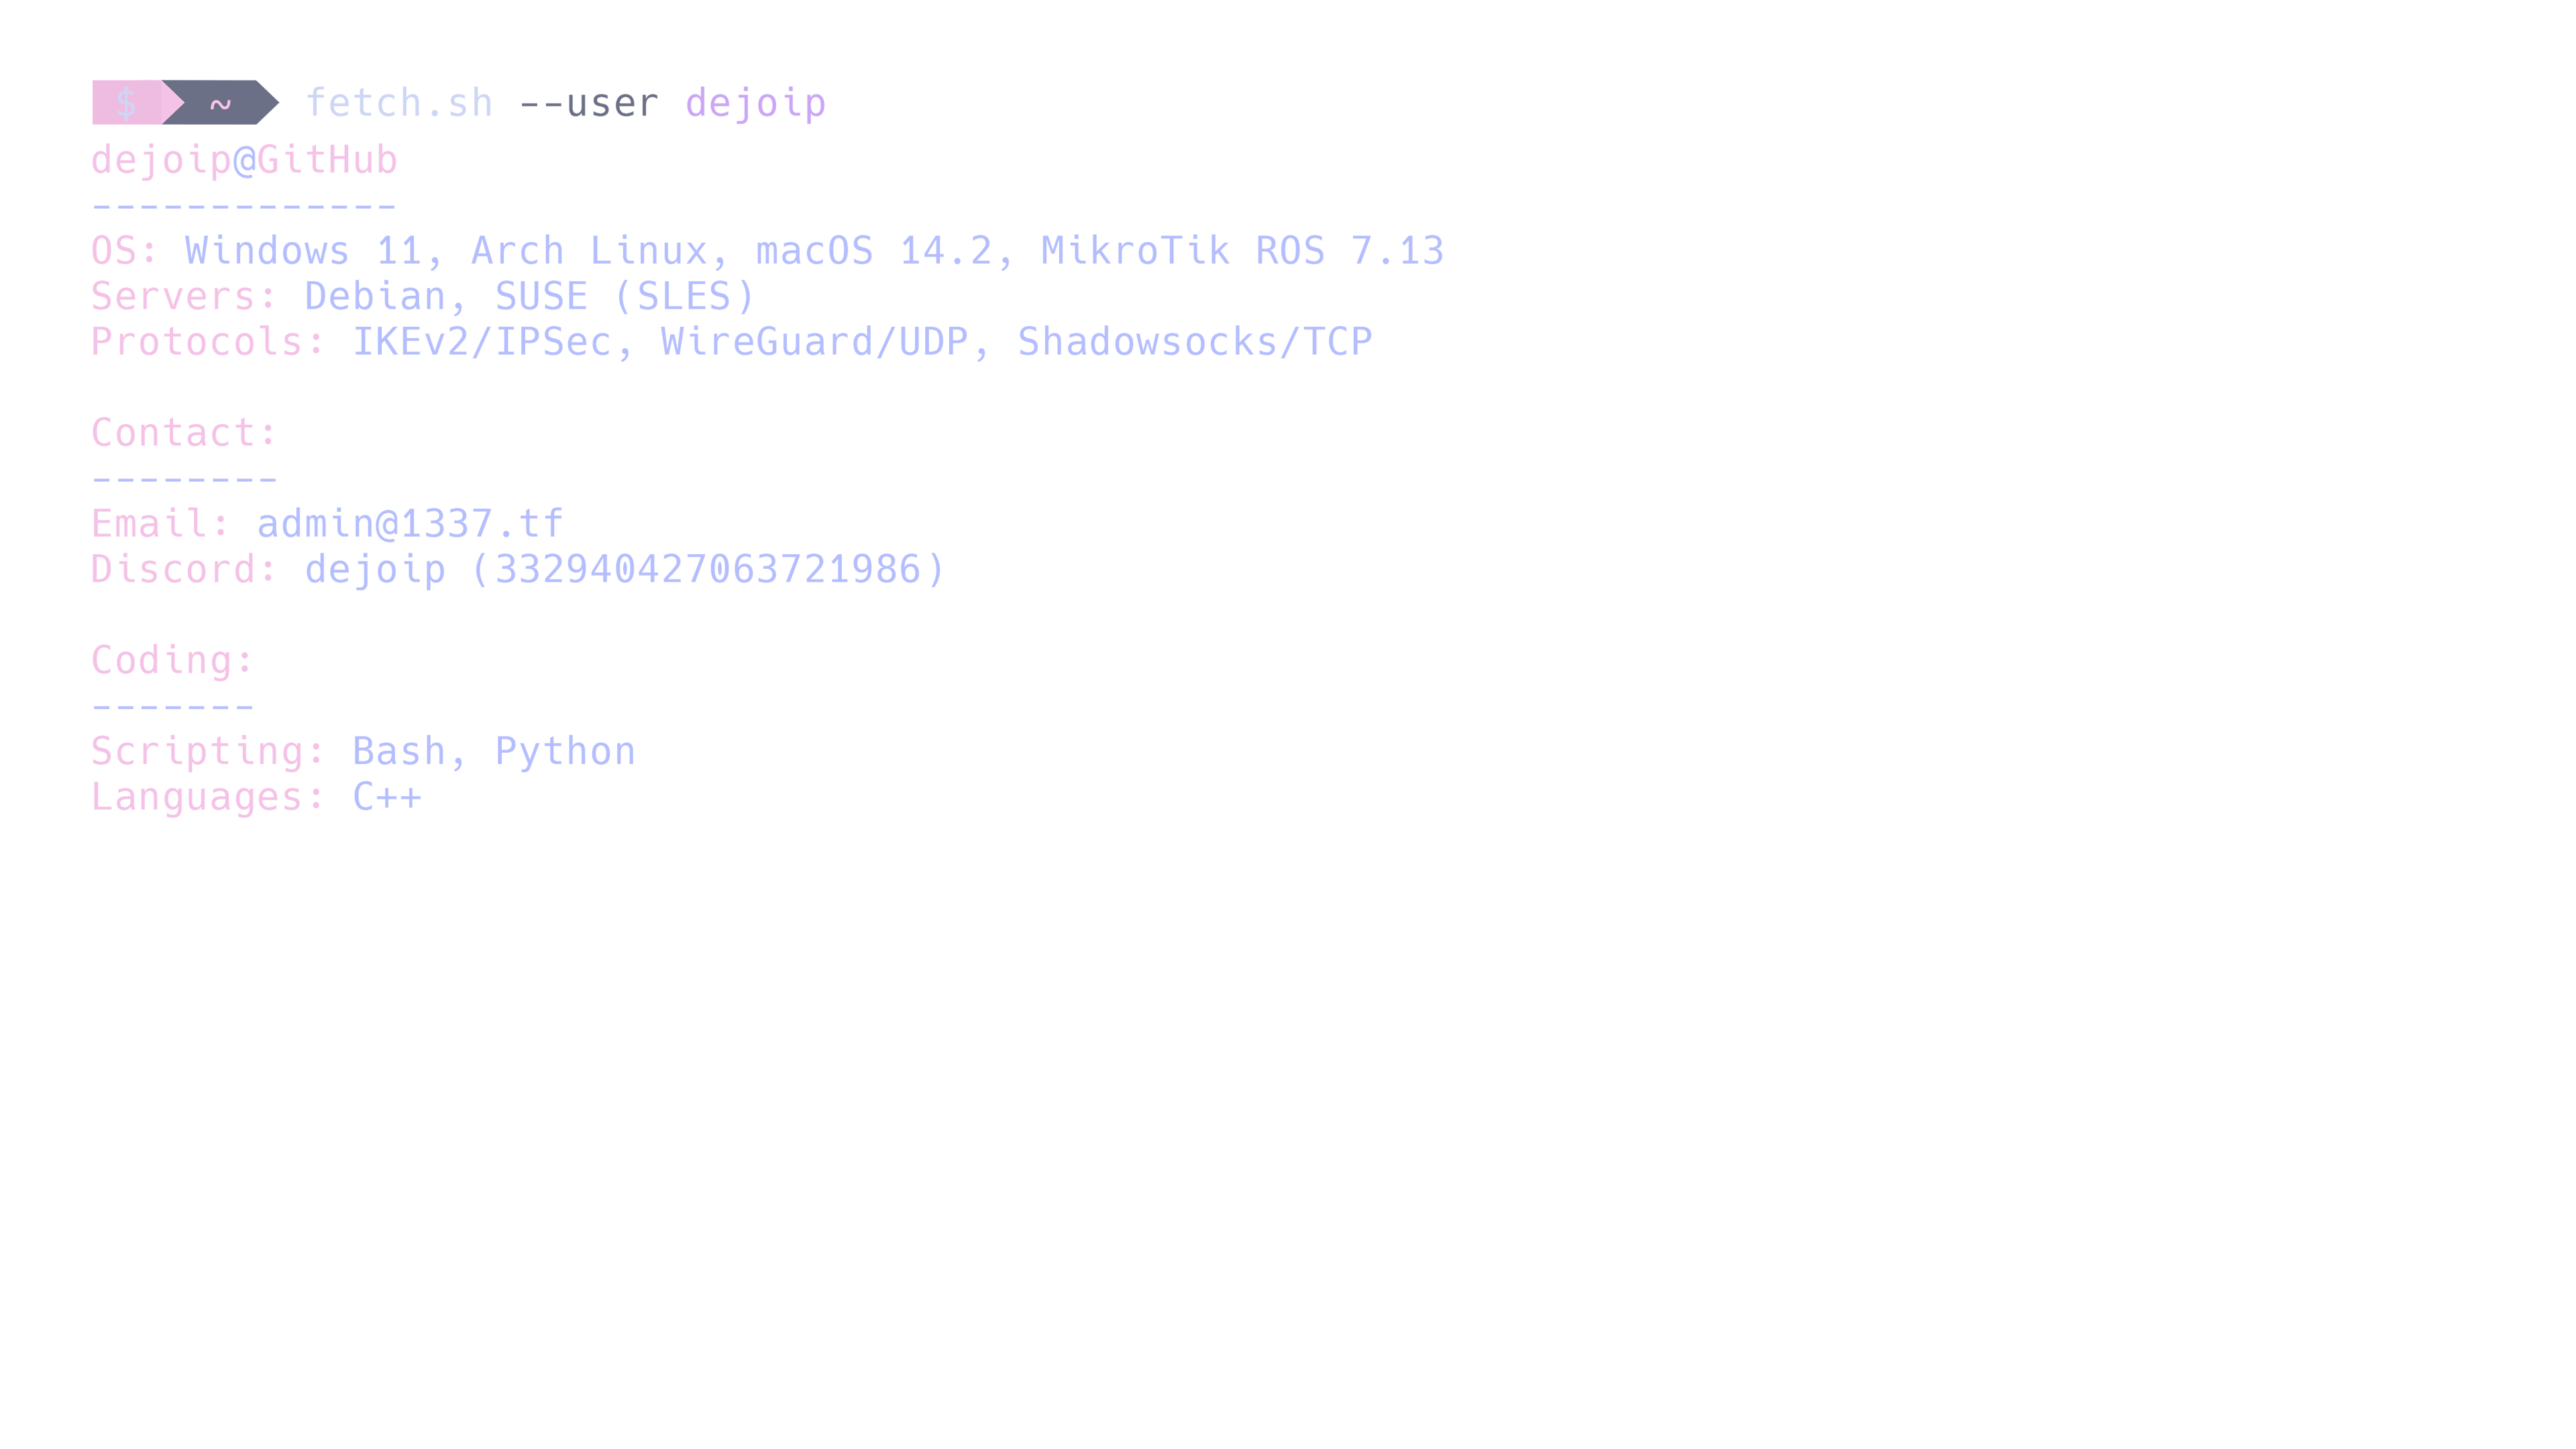 $ ~ fetch.sh --user dejoip
dejoip@GitHub
-------------
OS: Windows 11, Arch Linux, macOS 14.2, MikroTik ROS 7.13
Servers: Debian, SUSE (SLES)
Protocols: IKEv2/IPSec, WireGuard/UDP, Shadowsocks/TCP
Contact:
--------
Email: admin@1337.tf
Discord: dejoip (332940427063721986)
Coding:
-------
Scripting: Bash, Python
Languages: C++